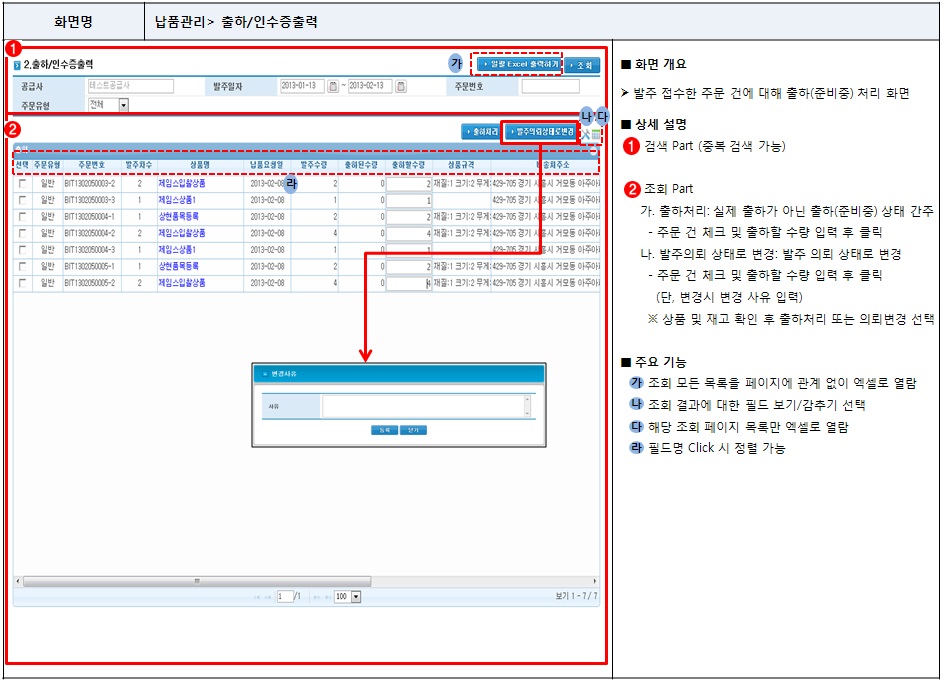 화면명
납품관리> 출하/인수증출력
1
2.출하/인수증출력
가
일괄 Excel 출력하기
조회
공급사
테스트공급사
발주일자
2013-01-13 ~ 2013-02-13
주문번호
주문유형
전체
나 다
2
출하처리
발주의뢰상태로변경
선택 주문유형 주문번호 발주차수 상품명 납품요청일 발주수량 출하된수량 출하할수량 상품규격 배송처주소
일반 BIT1302050003-2 2 제임스입찰상품 2013-02-08 라 2 0 2 재질:1 크기:2 무게: 429-705 경기 시흥시 거모동 아주아파
일반 BIT1302050003-3 1 제임스상품1 2013-02-08 1 0 1 429-705 경기 시흥시 거모동 아주아파
일반 BIT1302050004-1 1 상현품목등록 2013-02-08 2 0 2 재질:1 크기:2 무게: 429-705 경기 시흥시 거모동 아주아파
일반 BIT1302050004-2 2 제임스입찰상품 2013-02-08 4 0 4 재질:1 크기:2 무게: 429-705 경기 시흥시 거모동 아주아파
일반 BIT1302050004-3 1 제임스상품1 2013-02-08 1 0 1 429-705 경기 시흥시 거모동 아주아파
일반 BIT1302050005-1 1 상현품목등록 2013-02-08 2 0 2 재질:1 크기:2 무게: 429-705 경기 시흥시 거모동 아주아파
일반 BIT1302050005-2 2 제임스입찰상품 2013-02-08 4 0 4 재질:1 크기:2 무게: 429-705 경기 시흥시 거모동 아주아파
변경사유
사유
등록 닫기
1 /1
100
보기 1 - 7 / 7
■ 화면 개요
➢ 발주 접수한 주문 건에 대해 출하(준비중) 처리 화면
■ 상세 설명
1 검색 Part (중복 검색 가능)
2 조회 Part
가. 출하처리: 실제 출하가 아닌 출하(준비중) 상태 간주
- 주문 건 체크 및 출하할 수량 입력 후 클릭
나. 발주의뢰 상태로 변경: 발주 의뢰 상태로 변경
- 주문 건 체크 및 출하할 수량 입력 후 클릭
(단, 변경시 변경 사유 입력)
※ 상품 및 재고 확인 후 출하처리 또는 의뢰변경 선택
■ 주요 기능
가 조회 모든 목록을 페이지에 관계 없이 엑셀로 열람
나 조회 결과에 대한 필드 보기/감추기 선택
다 해당 조회 페이지 목록만 엑셀로 열람
라 필드명 Click 시 정렬 가능